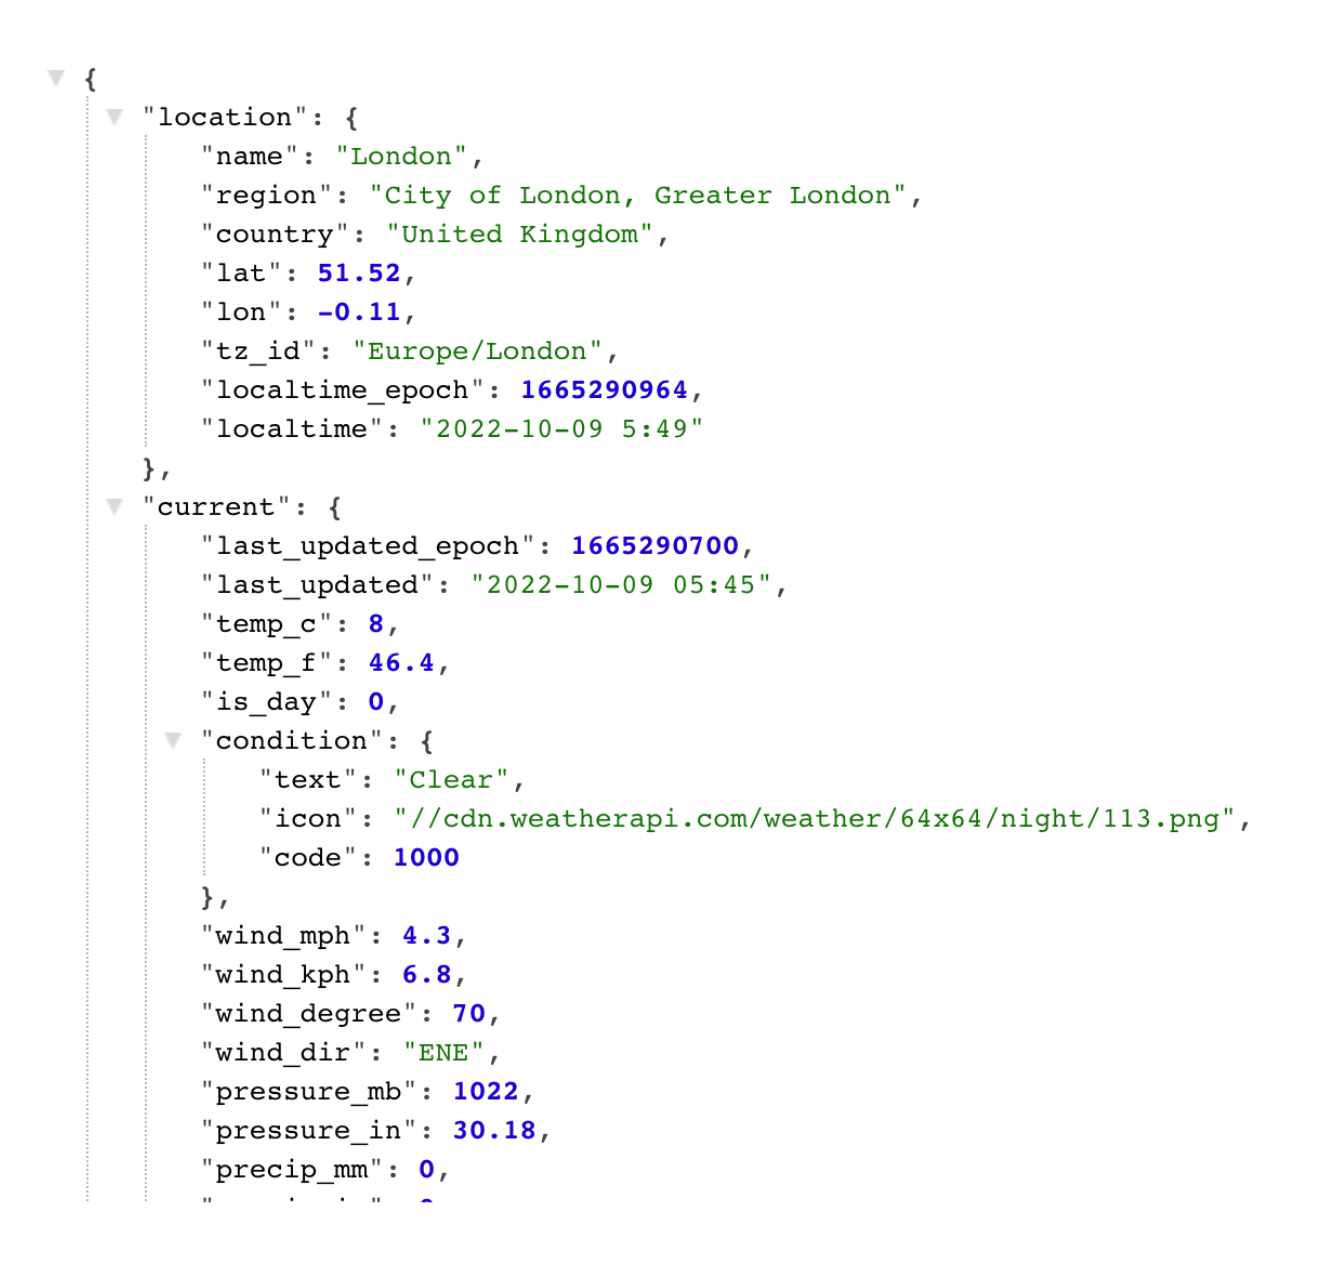 {
"location": {
"name": "London",
"region": "City of London, Greater London",
"country": "United Kingdom",
"lat": 51.52,
"lon": -0.11,
"tz_id": "Europe/London",
"localtime_epoch": 1665290964,
"localtime": "2022-10-09 5:49"
},
"current": {
"last_updated_epoch": 1665290700,
"last_updated": "2022-10-09 05:45",
"temp_c": 8,
"temp_f": 46.4,
"is_day": 0,
"condition": {
"text": "Clear",
"icon": "//cdn.weatherapi.com/weather/64x64/night/113.png",
"code": 1000
},
"wind_mph": 4.3,
"wind_kph": 6.8,
"wind_degree": 70,
"wind_dir": "ENE",
"pressure_mb": 1022,
"pressure_in": 30.18,
"precip_mm": 0,